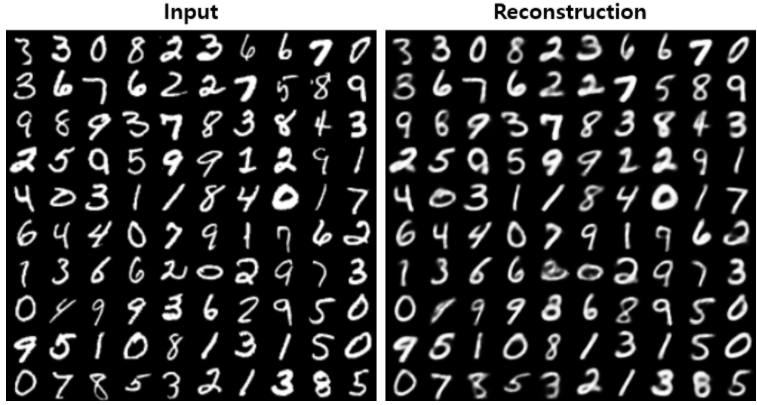 Input Reconstruction
3 3 0 8 2 3 6 6 7 0 3 3 0 8 2 3 6 6 7 0
3 6 7 6 2 2 7 5 8 9 3 6 7 6 2 2 7 5 8 9
9 8 9 3 7 8 3 8 4 3 9 8 9 3 7 8 3 8 4 3
2 5 9 5 9 9 1 2 9 1 2 5 9 5 9 9 1 2 9 1
4 0 3 1 1 8 4 0 1 7 4 0 3 1 1 8 4 0 1 7
6 4 4 0 7 9 1 7 6 2 6 4 4 0 7 9 1 9 6 2
1 3 6 6 2 0 2 9 7 3 1 3 6 6 0 2 9 7 3
0 9 9 3 6 2 9 5 0 0 9 9 8 6 8 9 5 0
9 5 1 0 8 1 3 1 5 0 9 5 1 0 8 1 3 1 5 0
0 7 8 5 3 2 1 3 8 5 0 7 8 5 3 2 1 3 8 5